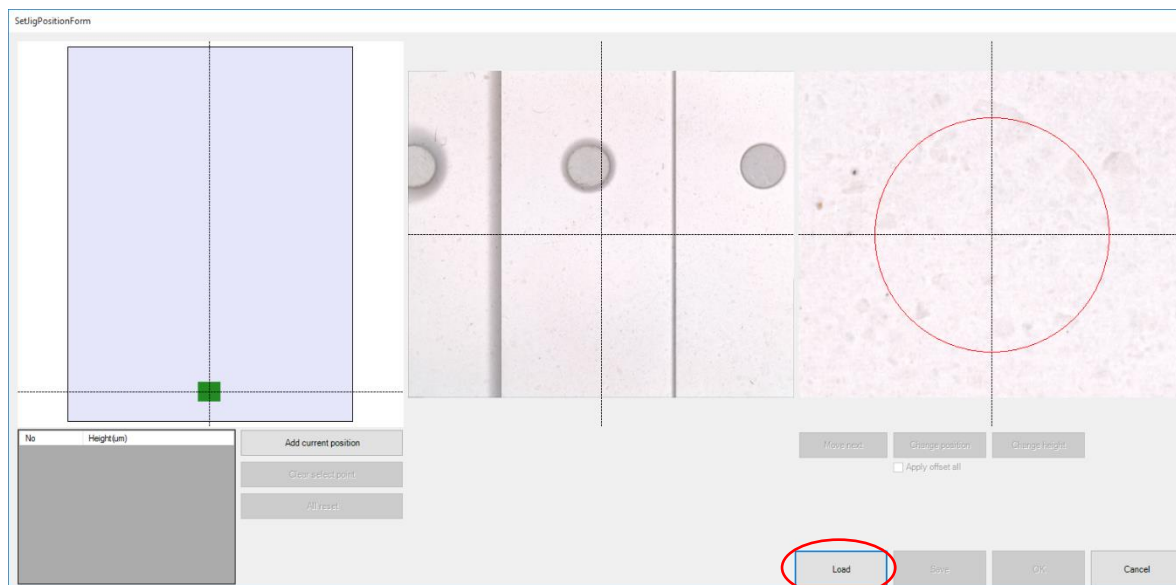 SetJigPositionForm
No Height(um)
Add current position
Clear select point
All reset
Move next Change position Change height
Apply offset all
Load Save OK Cancel